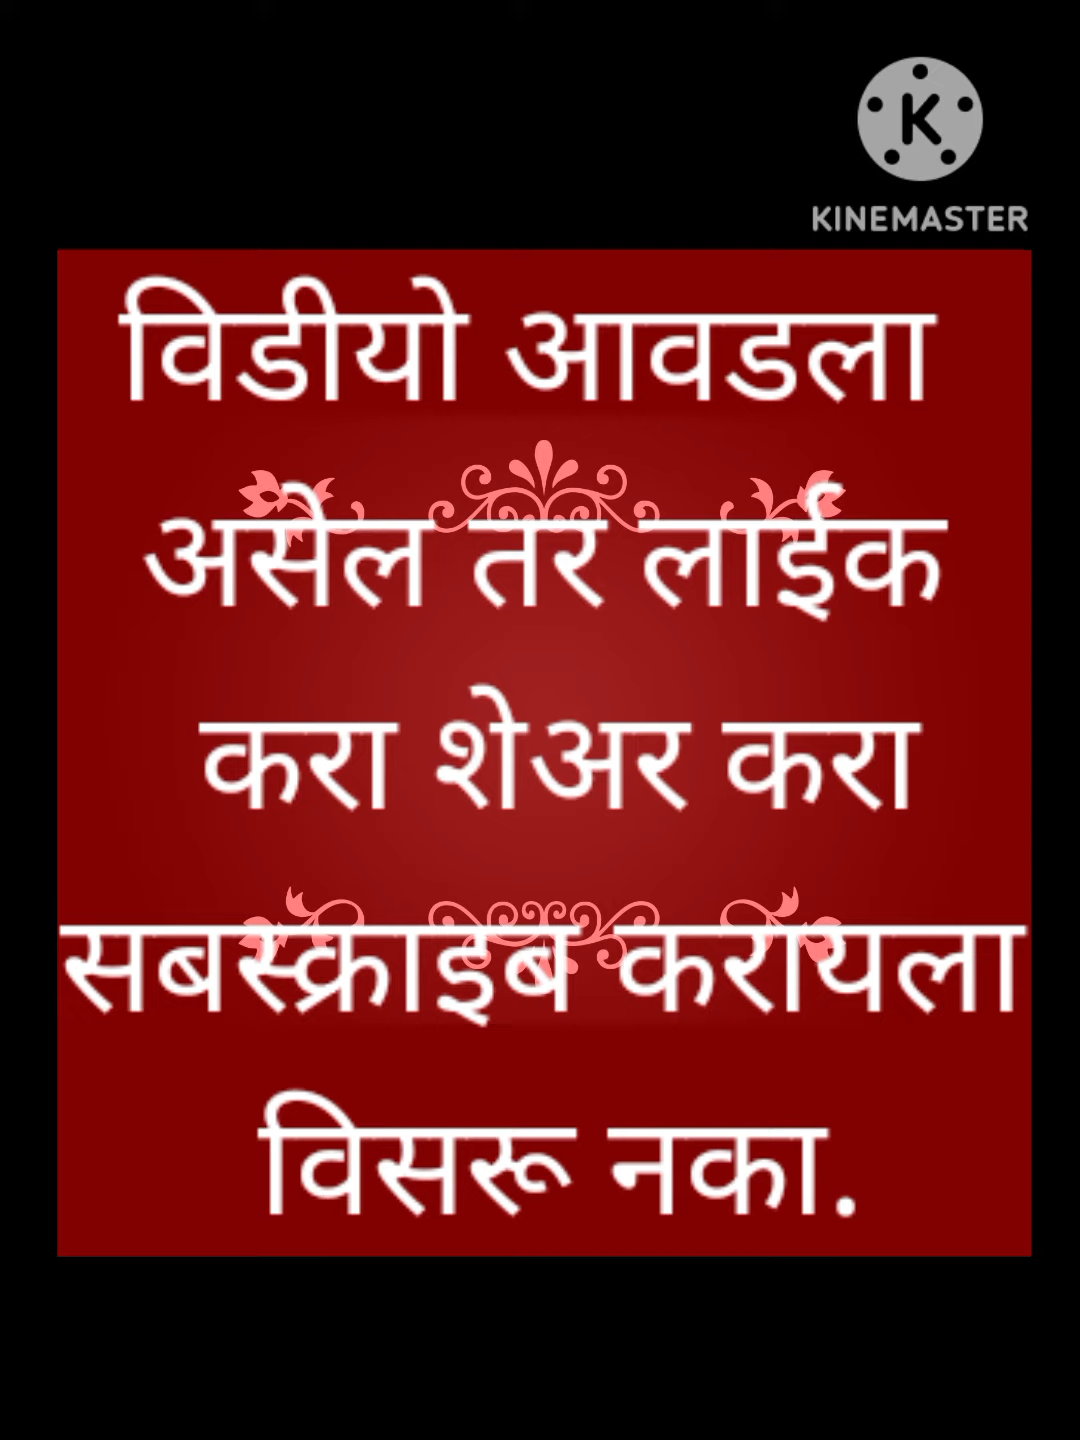 KINEMASTER
विडीयो आवडला
असेल तर लाईक
करा शेअर करा
सबस्क्राइब करायला
विसरू नका.